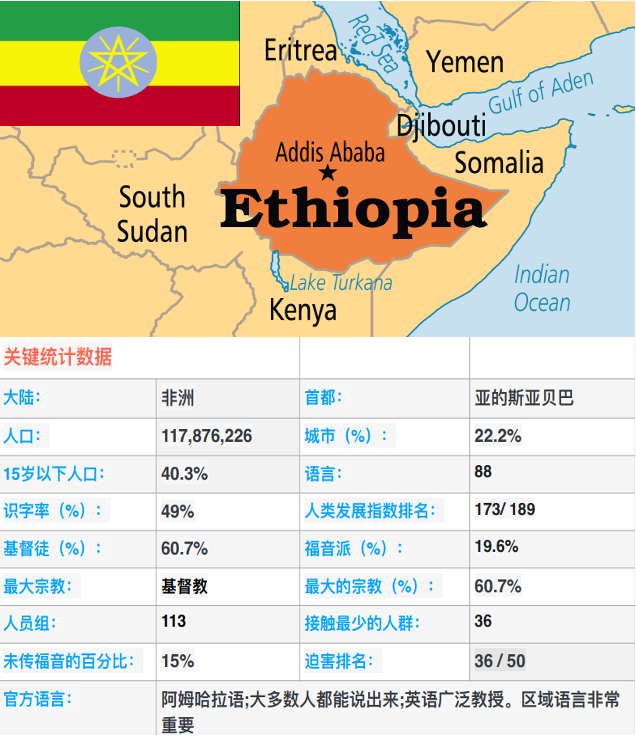 Eritrea
Red Sea
Yemen
Gulf of Aden
Djibouti
Addis Ababa
Somalia
South
Sudan
Ethiopia
Indian
Ocean
Lake Turkana
Kenya
关键统计数据
大陆： 非洲 首都： 亚的斯亚贝巴
人口： 117,876,226 城市（%）： 22.2%
15岁以下人口： 40.3% 语言： 88
识字率（%）： 49% 人类发展指数排名： 173/ 189
基督徒（%）： 60.7% 福音派（%）： 19.6%
最大宗教： 基督教 最大的宗教（%）： 60.7%
人员组： 113 接触最少的人群： 36
未传福音的百分比： 15% 迫害排名： 36 / 50
官方语言： 阿姆哈拉语;大多数人都能说出来;英语广泛教授。区域语言非常
重要